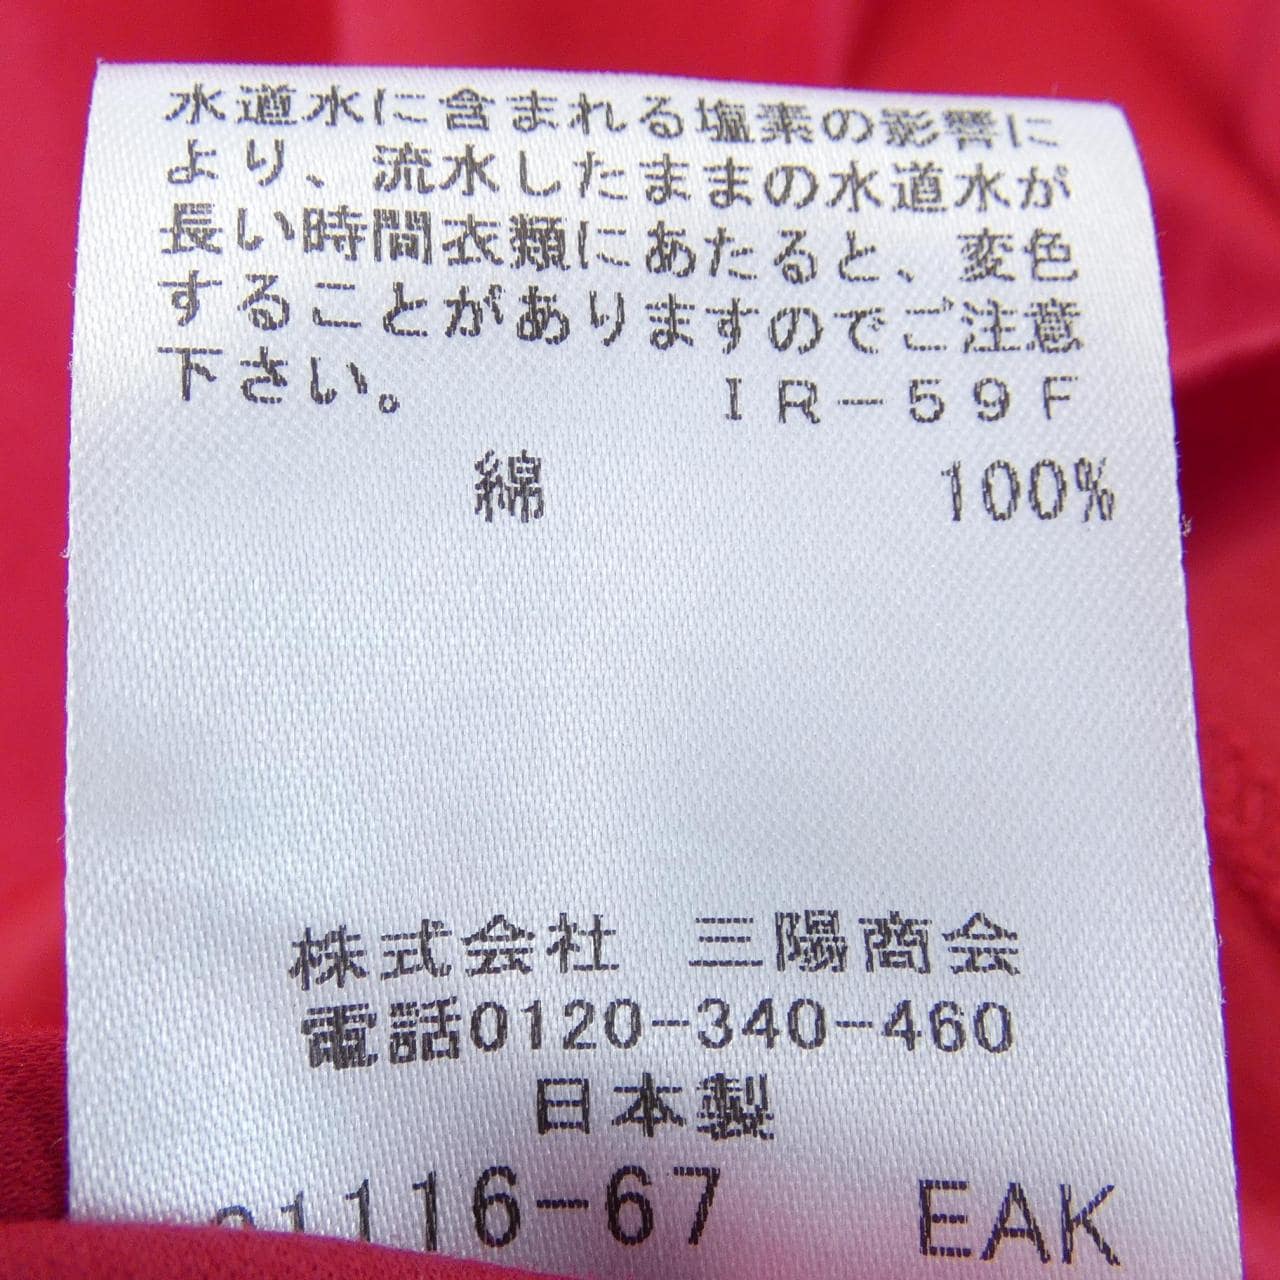 水道水に含まれる塩素の影響に
より、流水したままの水道水が
長い時間衣類にあたると、変色
することがありますのでご注意
下さい。 IR-59F
綿 100%
株式会社 三陽商会
電話0120-340-460
日本製
1116-67 EAK